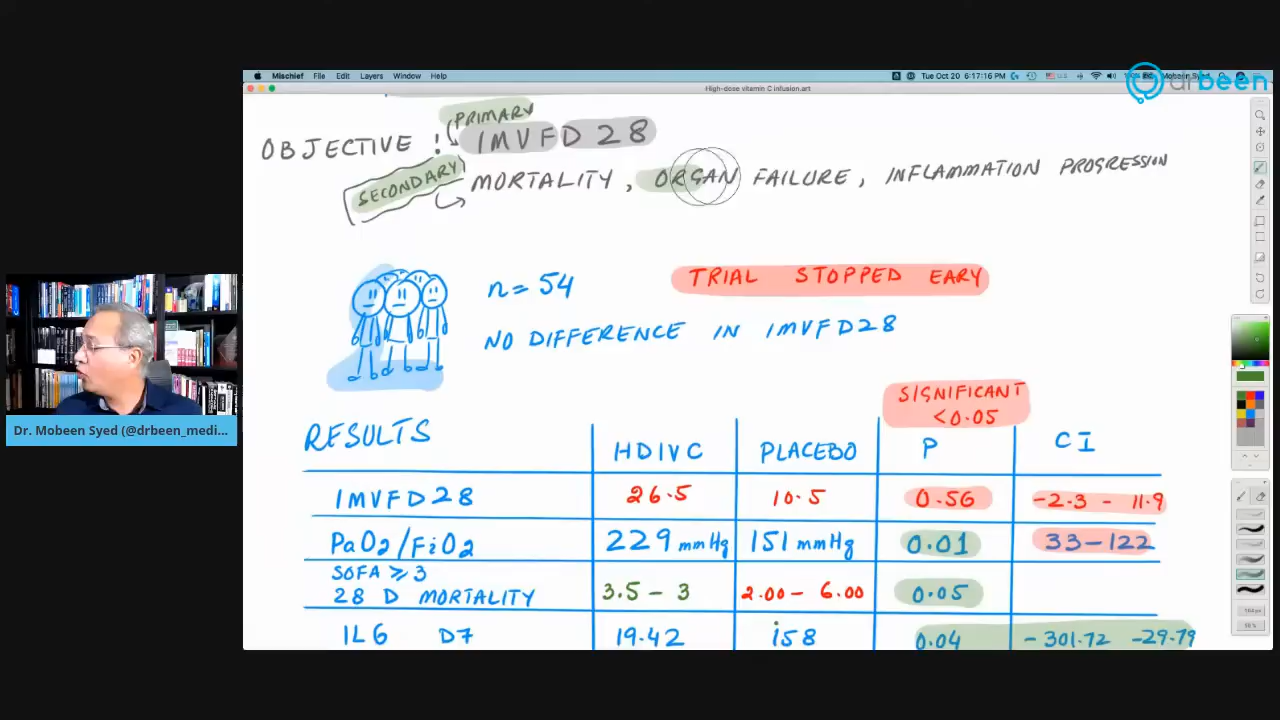 Mischief File Edit Layers Window Help
Tue Oct 20 6:17:16 PM
Mobeen Syed
drbeen
High-dose vitamin C infusion.art
PRIMARY
OBJECTIVE ! IMVFD 28
SECONDARY MORTALITY, ORGAN FAILURE, INFLAMMATION PROGRESSION
n= 54
TRIAL STOPPED EARY
NO DIFFERENCE IN IMVFD28
SIGNIFICANT
<0.05
RESULTS HDIVC PLACEBO P CI
IMVFD28 26.5 10.5 0.56 -2.3 - 11.9
PaO2/FiO2 229 mmHg 151 mmHg 0.01 33-122
SOFA ⩾3
28 D MORTALITY 3.5 - 3 2.00 - 6.00 0.05
IL6 D7 19.42 158 0.04 -301.72 -29.79
Dr. Mobeen Syed (@drbeen_medi...